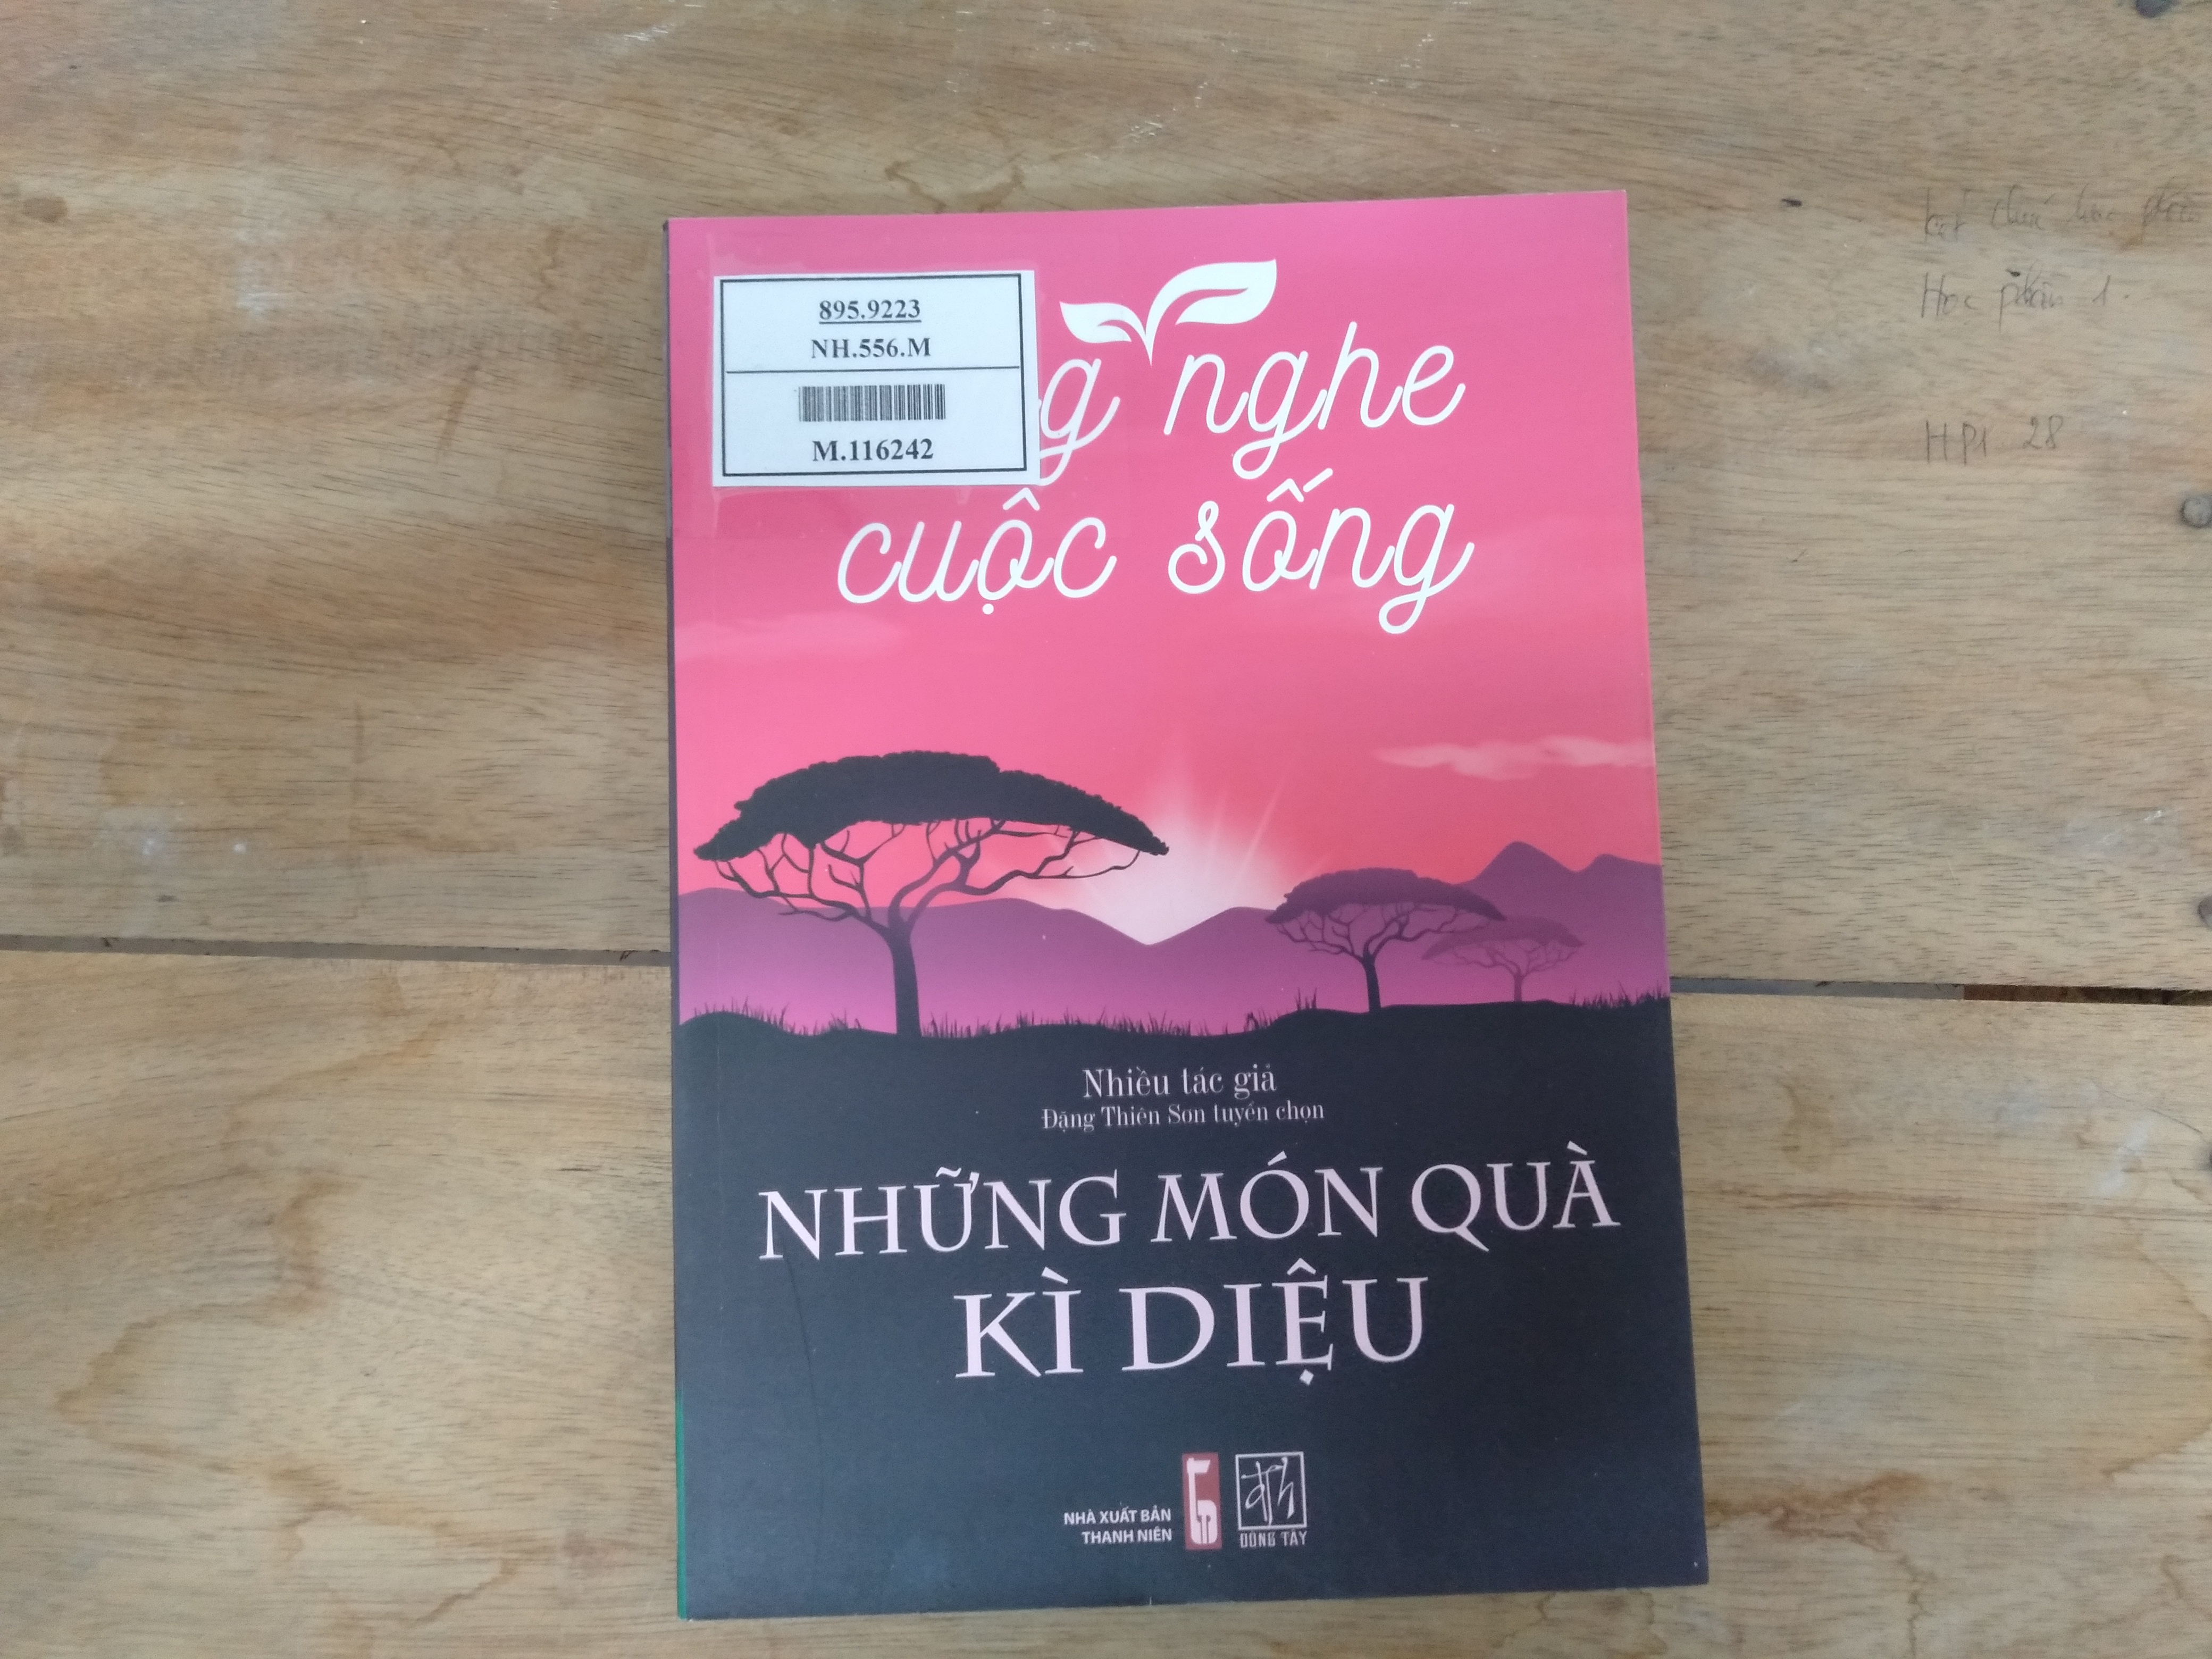 895.9223
NH.556.M
M.116242
g nghe
cuộc sống
Nhiều tác giả
Đặng Thiên Sơn tuyển chọn
NHỮNG MÓN QUÀ
KÌ DIỆU
NHÀ XUẤT BẢN
THANH NIÊN
ĐÔNG TÂY
Học phần 1.
HP1 28